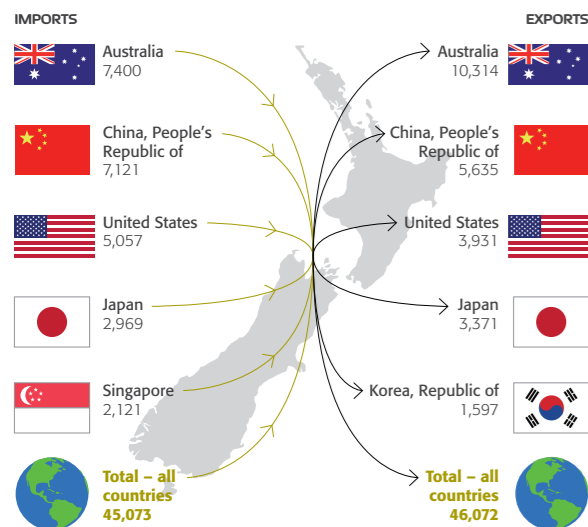 IMPORTS
Australia
7,400
China, People's
Republic of
7,121
United States
5,057
Japan
2,969
Singapore
2,121
Total – all
countries
45,073
EXPORTS
Australia
10,314
China, People's
Republic of
5,635
United States
3,931
Japan
3,371
Korea, Republic of
1,597
Total – all
countries
46,072